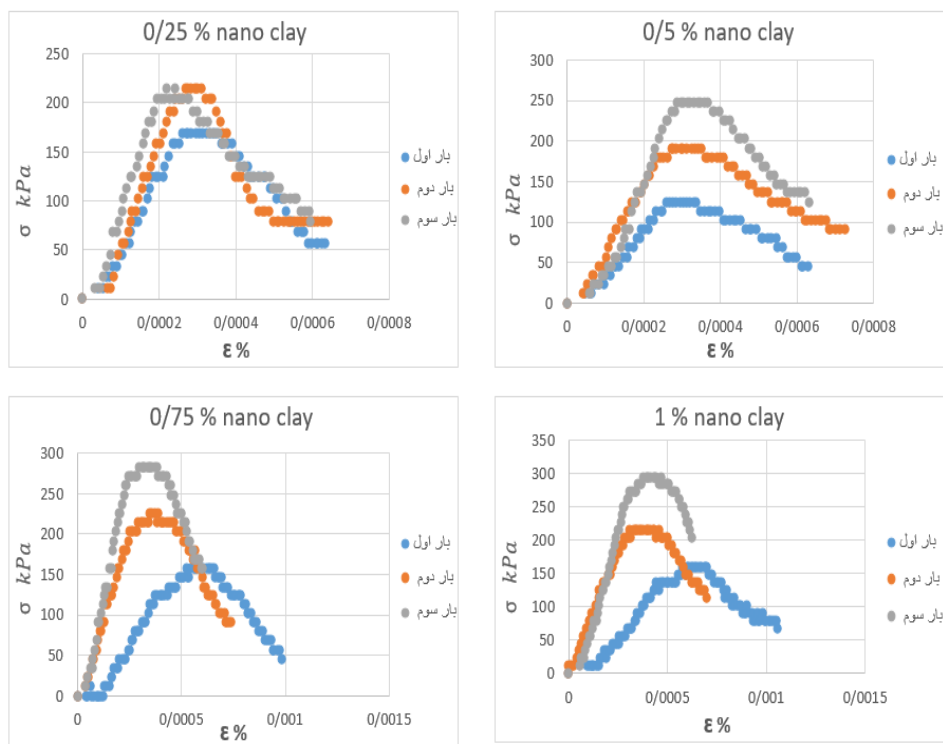 0/25 % nano clay
250
200
150
100
50
0
σ kPa
0
0/0002
0/0004
0/0006
0/0008
ε %
بار اول
بار دوم
بار سوم
0/5 % nano clay
300
250
200
150
100
50
0
σ kPa
0
0/0002
0/0004
0/0006
0/0008
ε %
بار اول
بار دوم
بار سوم
0/75 % nano clay
300
250
200
150
100
50
0
σ kPa
0
0/0005
0/001
0/0015
ε %
بار اول
بار دوم
بار سوم
1 % nano clay
350
300
250
200
150
100
50
0
σ kPa
0
0/0005
0/001
0/0015
ε %
بار اول
بار دوم
بار سوم